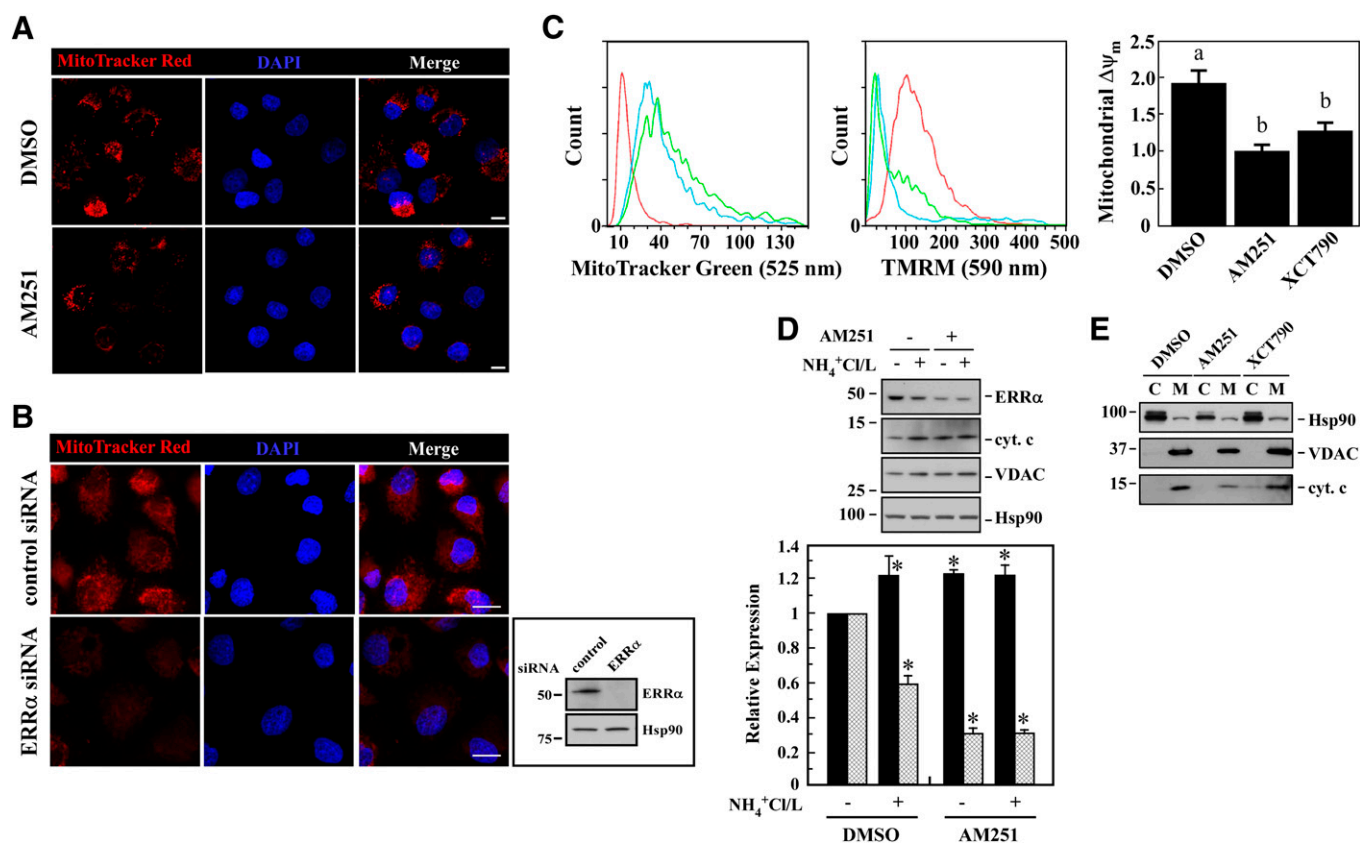 A
MitoTracker Red DAPI Merge
DMSO
AM251
B
MitoTracker Red DAPI Merge
control siRNA
ERRα siRNA
siRNA control ERRα
50 ERRα
75 Hsp90
C
Count
0
10 40 70 100 130
MitoTracker Green (525 nm)
Count
0
100 200 300 400 500
TMRM (590 nm)
Mitochondrial Δψm
2.5
2.0
1.5
1.0
0.5
0
a b b
DMSO AM251 XCT790
D
AM251 - +
NH₄⁺Cl/L - + - +
50 ERRα
15 cyt. c
VDAC
25
100 Hsp90
Relative Expression
1.4
1.2
1
0.8
0.6
0.4
0.2
0
* * * * * *
NH₄⁺Cl/L - + - +
DMSO AM251
E
DMSO AM251 XCT790
C M C M C M
100 Hsp90
37 VDAC
15 cyt. c